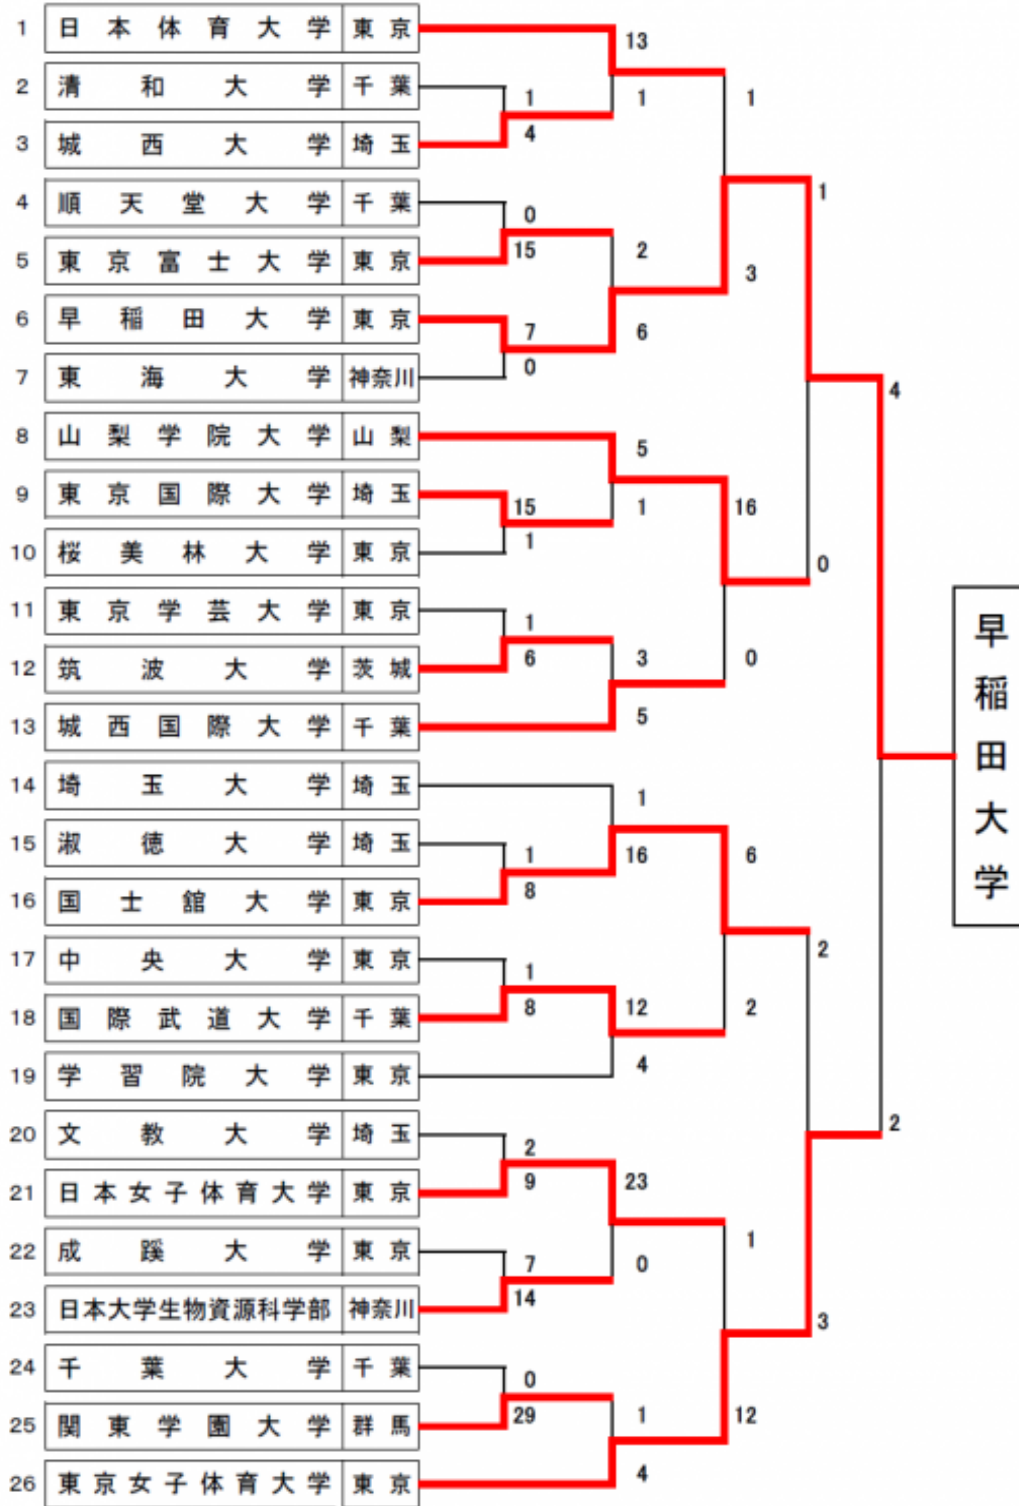 1 日本体育大学 東京
2 清和大学 千葉
3 城西大学 埼玉
4 順天堂大学 千葉
5 東京富士大学 東京
6 早稲田大学 東京
7 東海大学 神奈川
8 山梨学院大学 山梨
9 東京国際大学 埼玉
10 桜美林大学 東京
11 東京学芸大学 東京
12 筑波大学 茨城
13 城西国際大学 千葉
14 埼玉大学 埼玉
15 淑徳大学 埼玉
16 国士舘大学 東京
17 中央大学 東京
18 国際武道大学 千葉
19 学習院大学 東京
20 文教大学 埼玉
21 日本女子体育大学 東京
22 成蹊大学 東京
23 日本大学生物資源科学部 神奈川
24 千葉大学 千葉
25 関東学園大学 群馬
26 東京女子体育大学 東京
1
4
0
15
7
0
15
1
1
6
1
8
1
8
2
9
7
14
0
29
13
1
2
6
5
1
3
5
1
16
12
4
23
0
1
4
1
3
16
0
6
2
1
12
1
0
2
3
4
2
早稲田大学